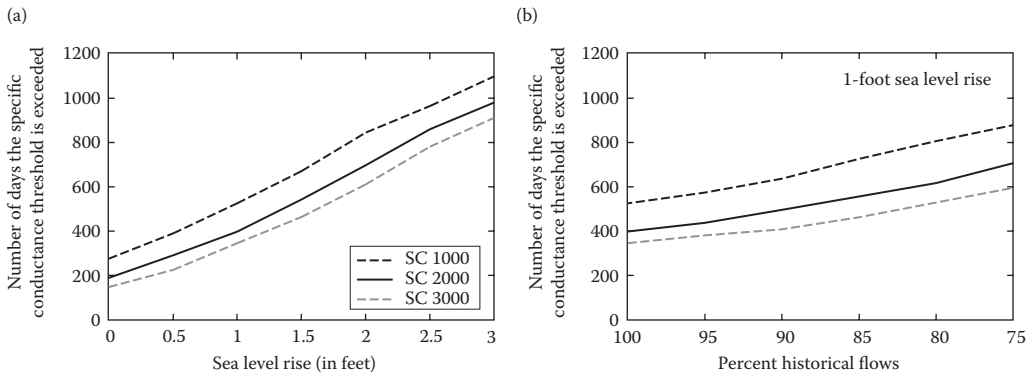 (a)
Number of days the specific
conductance threshold is exceeded
1200
1000
800
600
400
200
0
0
0.5
1
1.5
2
2.5
3
Sea level rise (in feet)
SC 1000
SC 2000
SC 3000
(b)
Number of days the specific
conductance threshold is exceeded
1200
1000
800
600
400
200
0
100
95
90
85
80
75
Percent historical flows
1-foot sea level rise